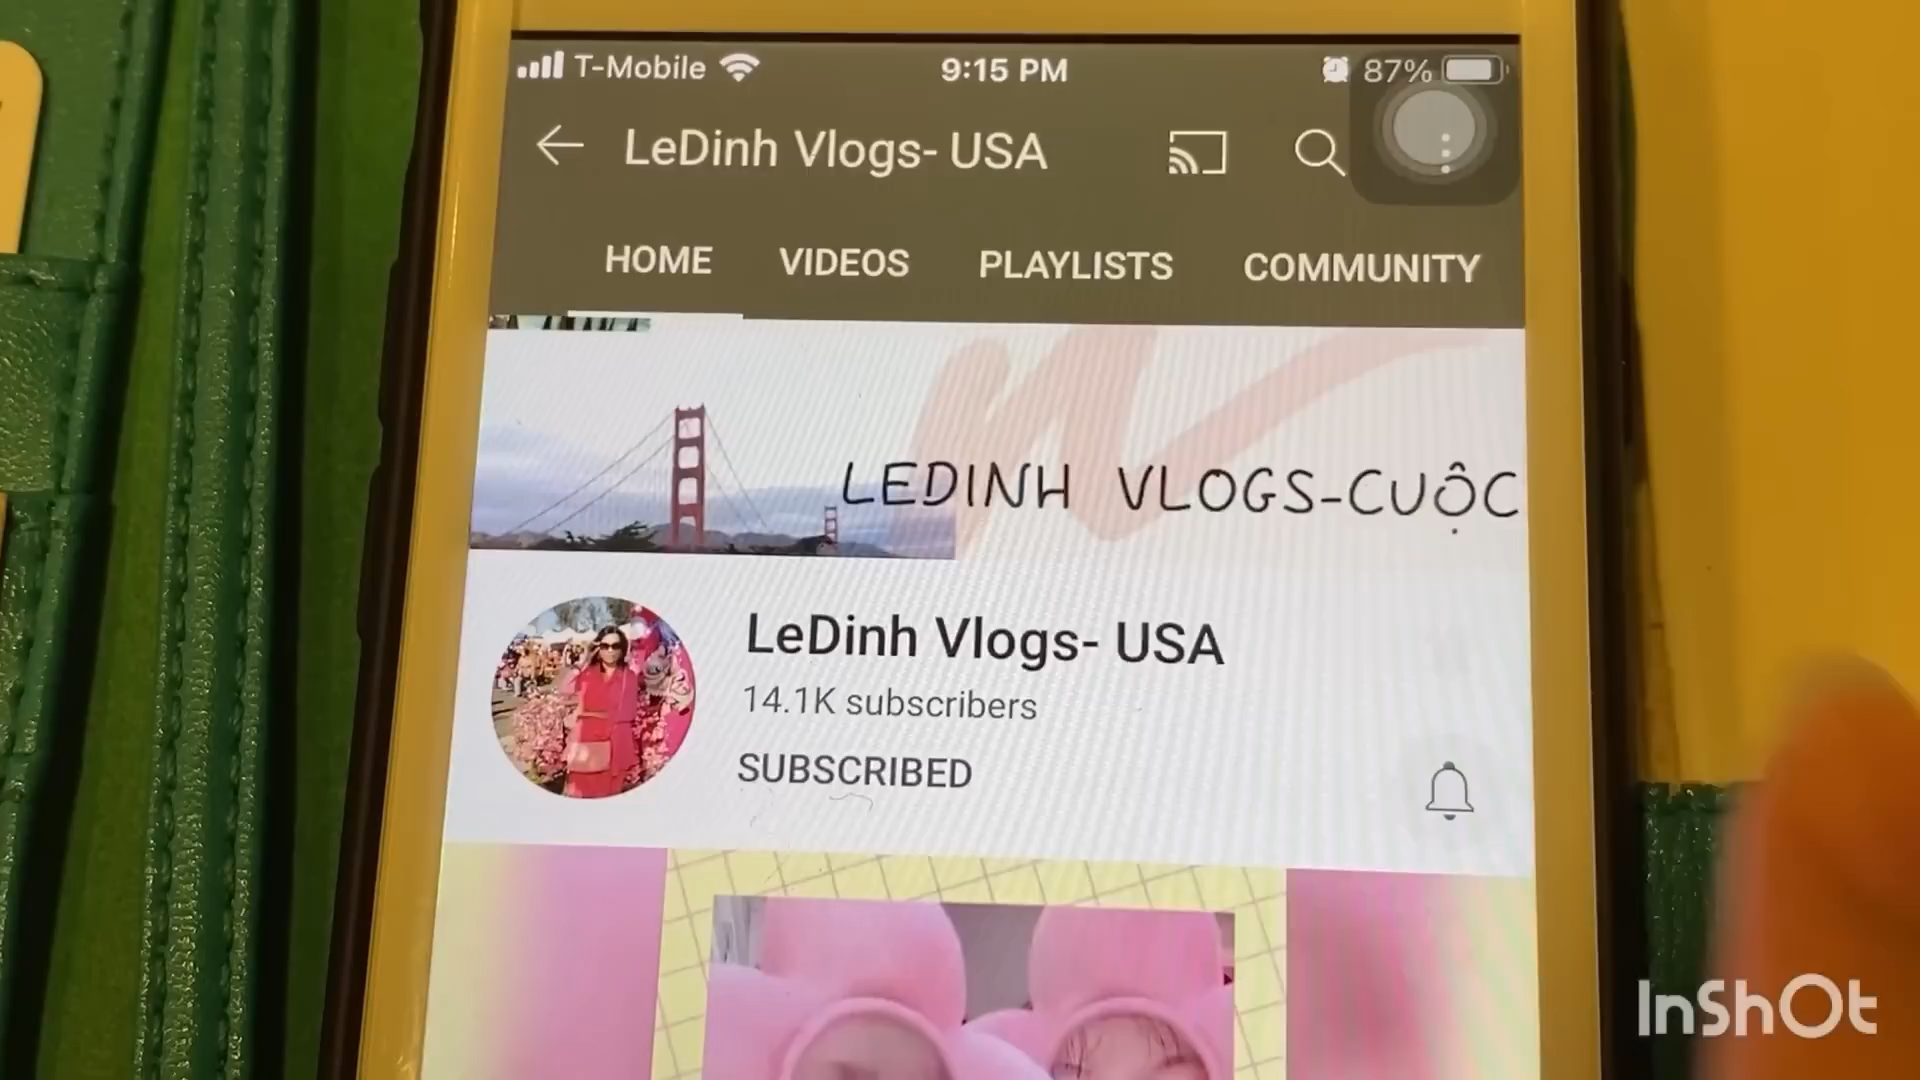 T-Mobile 9:15 PM 87%
LeDinh Vlogs- USA
HOME VIDEOS PLAYLISTS COMMUNITY
LEDINH VLOGS-CUỘC
LeDinh Vlogs- USA
14.1K subscribers
SUBSCRIBED
InShOt